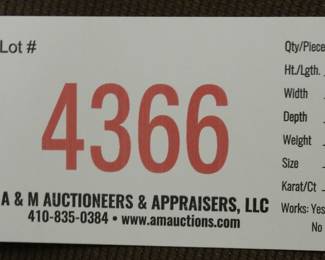 Lot #
4366
A & M AUCTIONEERS & APPRAISERS, LLC
410-835-0384 • www.amauctions.com
Qty/Piece
Ht./Lgth.
Width
Depth
Weight
Size
Karat/Ct
Works: Yes
No